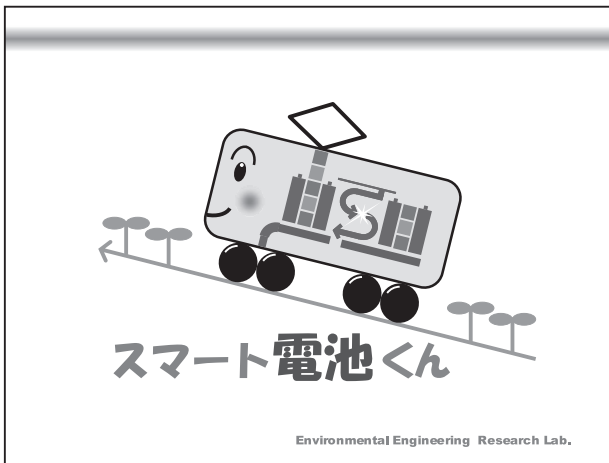 スマート電池くん
Environmental Engineering Research Lab.